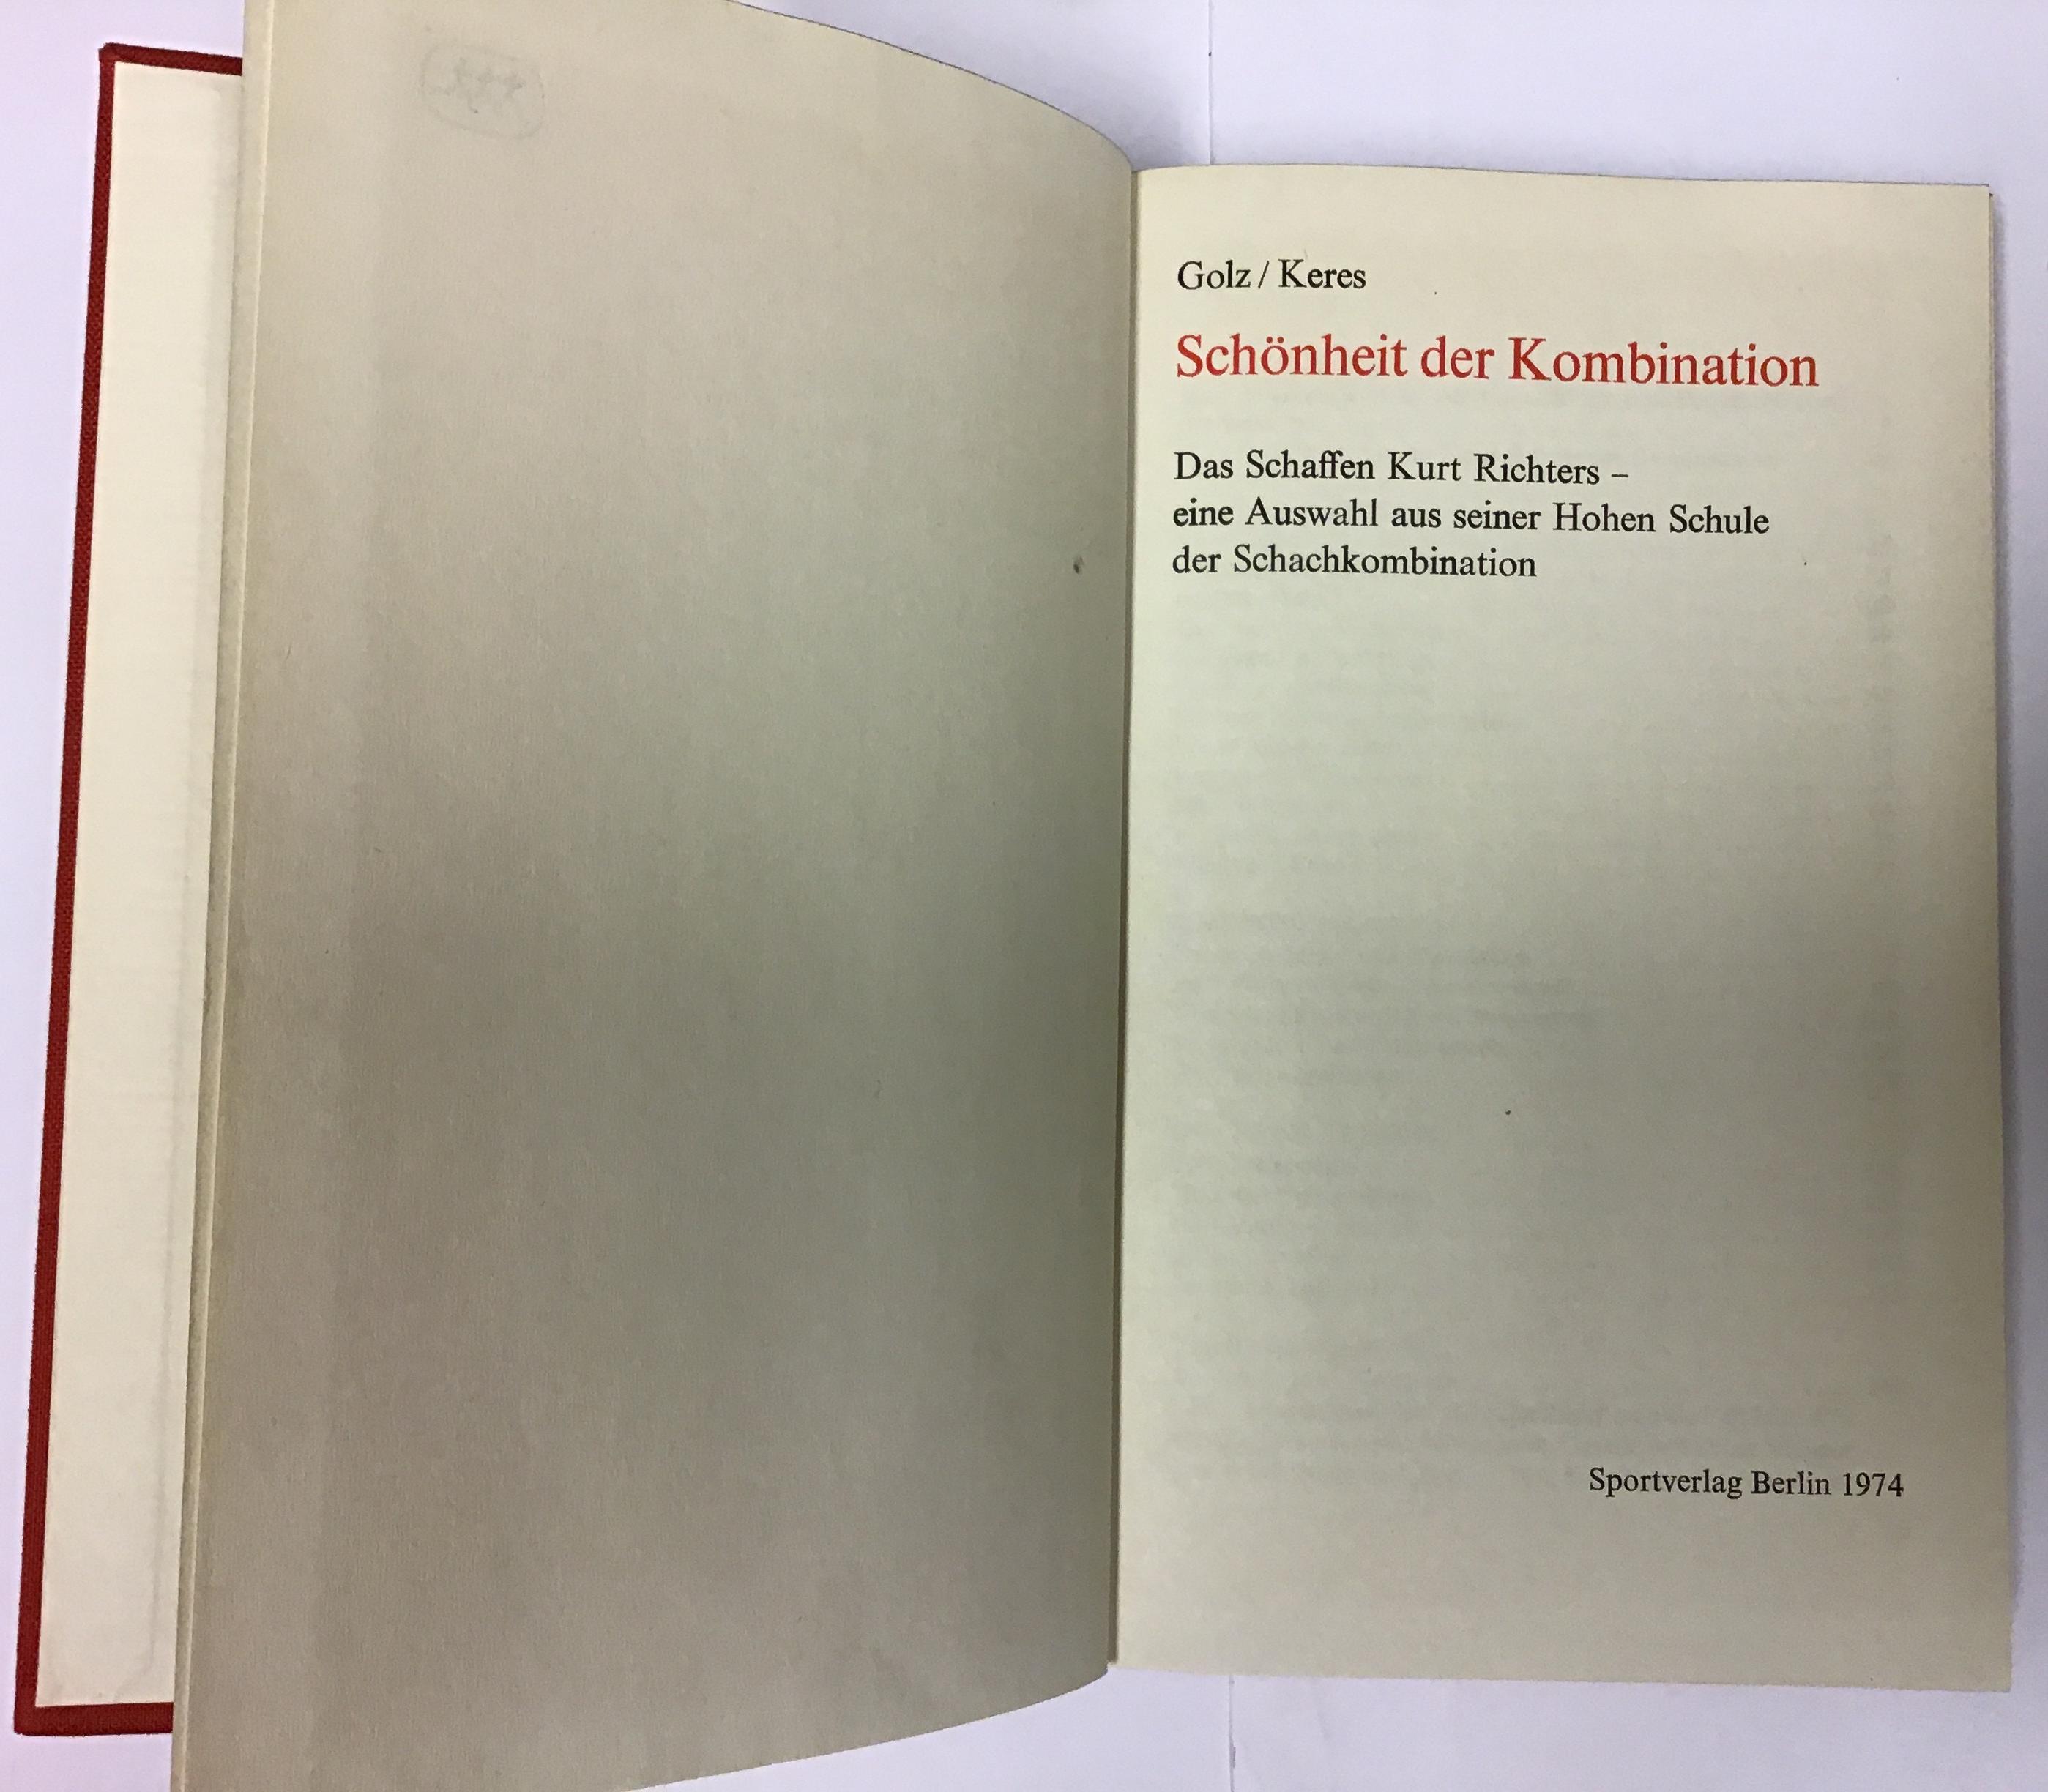 Golz / Keres
Schönheit der Kombination
Das Schaffen Kurt Richters –
eine Auswahl aus seiner Hohen Schule
der Schachkombination
Sportverlag Berlin 1974